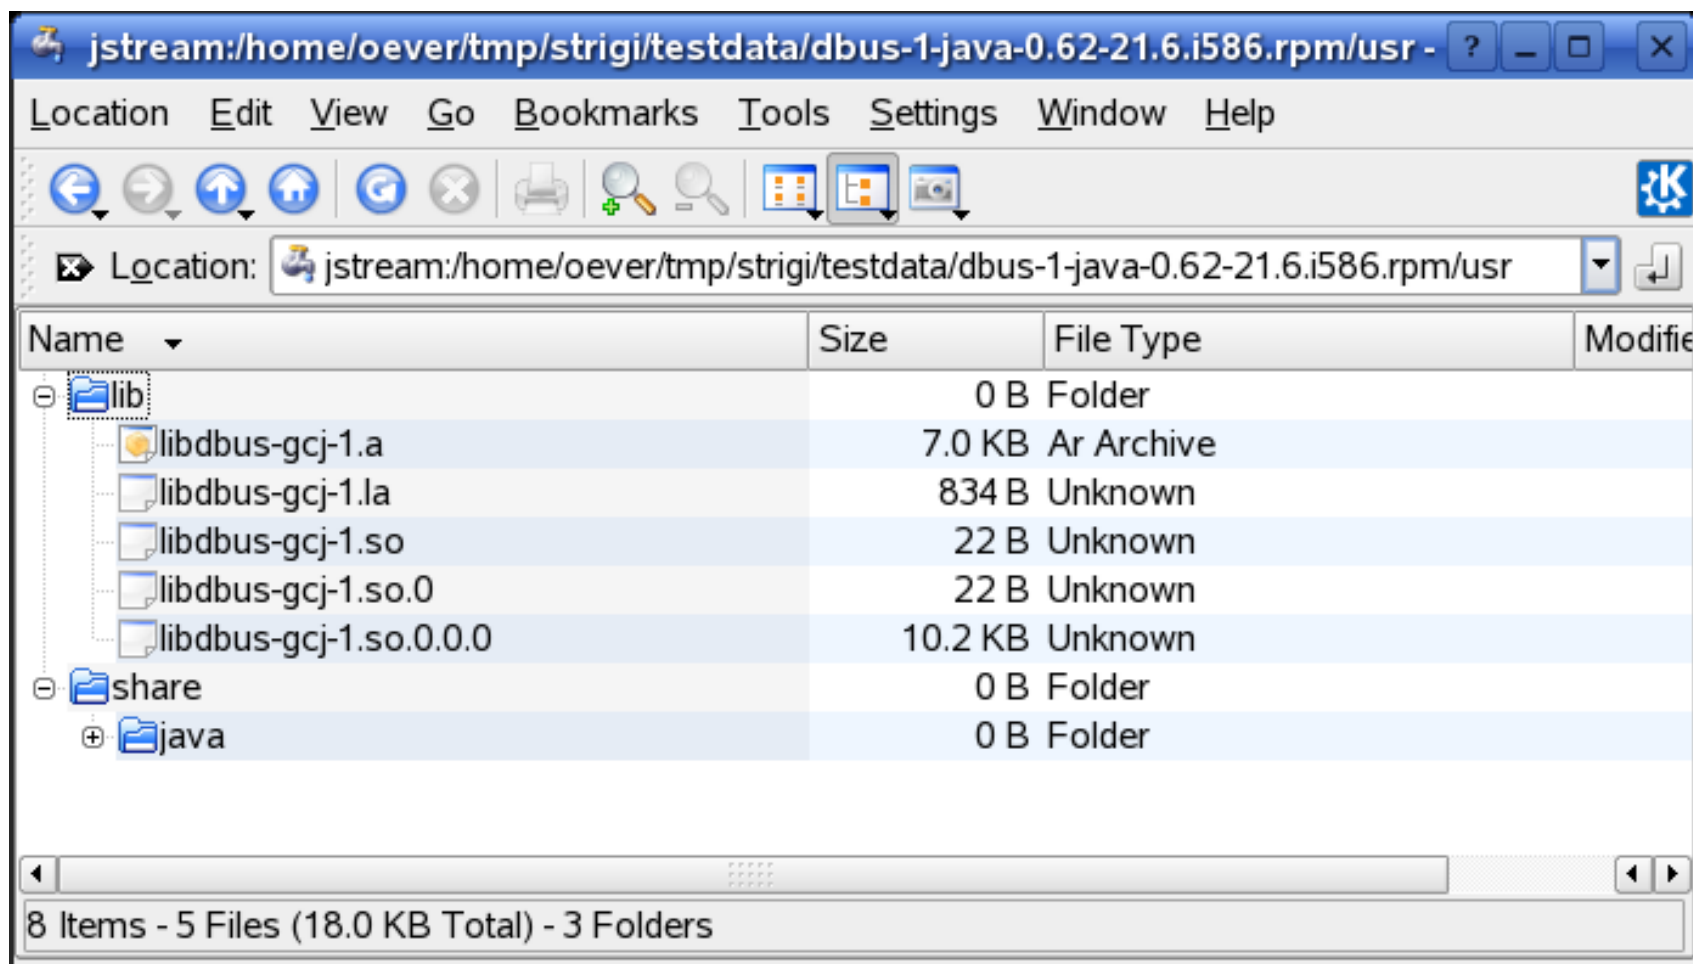 jstream:/home/oever/tmp/strigi/testdata/dbus-1-java-0.62-21.6.i586.rpm/usr - ?
Location Edit View Go Bookmarks Tools Settings Window Help
K
Location: jstream:/home/oever/tmp/strigi/testdata/dbus-1-java-0.62-21.6.i586.rpm/usr
Name Size File Type Modifie
lib 0 B Folder
libdbus-gcj-1.a 7.0 KB Ar Archive
libdbus-gcj-1.la 834 B Unknown
libdbus-gcj-1.so 22 B Unknown
libdbus-gcj-1.so.0 22 B Unknown
libdbus-gcj-1.so.0.0.0 10.2 KB Unknown
share 0 B Folder
java 0 B Folder
8 Items - 5 Files (18.0 KB Total) - 3 Folders